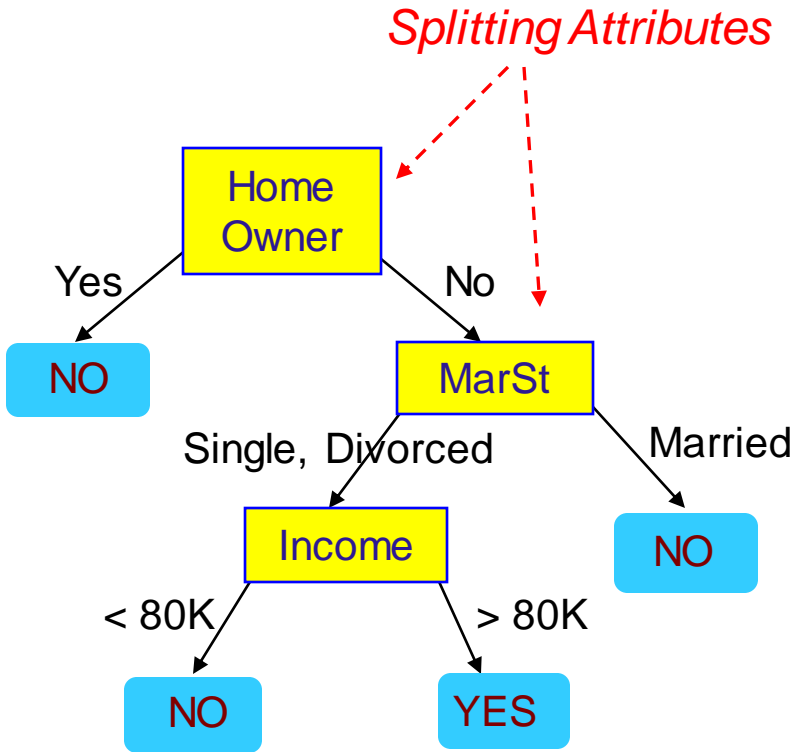 Splitting Attributes
Home
Owner
Yes
No
NO
MarSt
Single, Divorced
Married
Income
NO
< 80K
> 80K
NO
YES